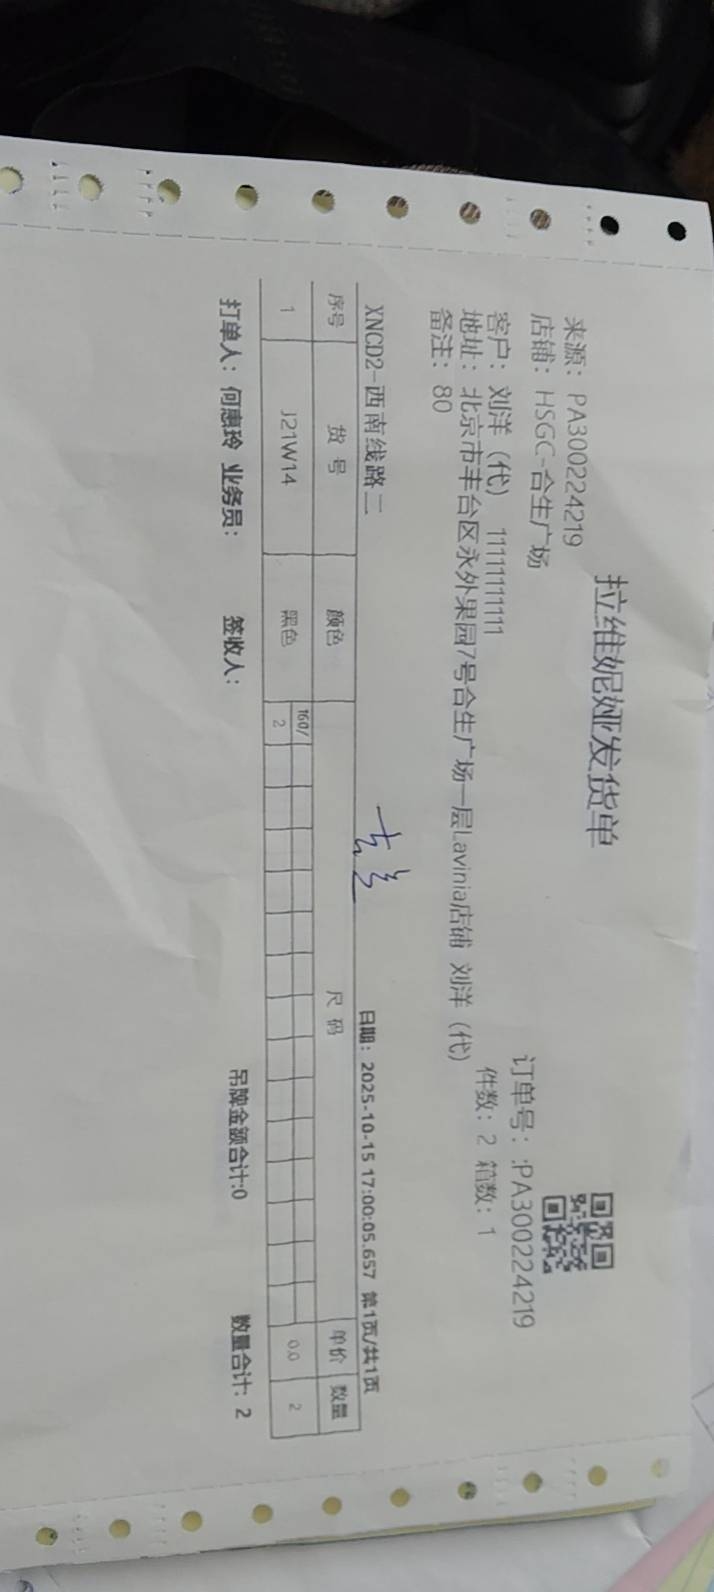 拉维妮娅发货单
来源：PA300224219
店铺：HSGC-合生广场
订单号：:PA300224219
客户：刘洋（代） 11111111111
件数：2 箱数：1
地址：北京市丰台区永外果园7号合生广场一层Lavinia店铺 刘洋（代）
备注：80
XNCD2-西南线路二
日期：2025-10-15 17:00:05.657 第1页/共1页
序号 货号 颜色 尺码 单价 数量
160/
1 J21W14 黑色 2 0.0 2
打单人：何惠玲 业务员： 签收人： 吊牌金额合计:0 数量合计：2